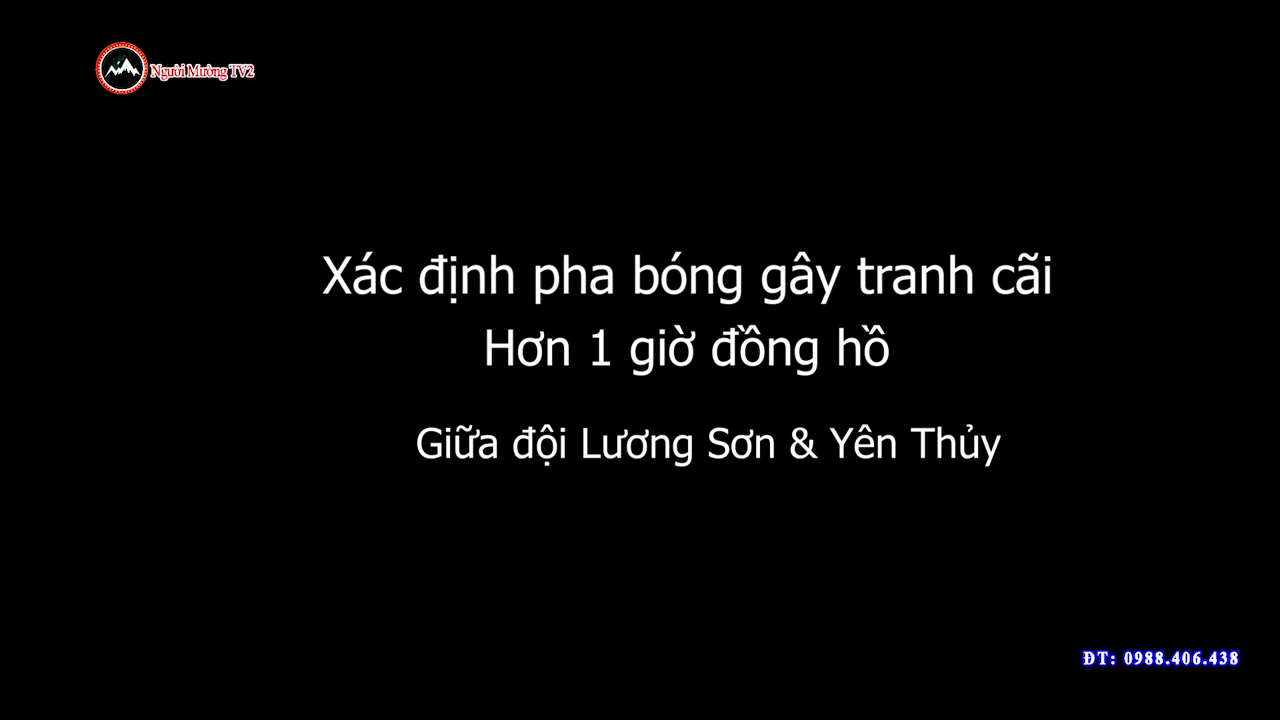 Người Mường TV2
Xác định pha bóng gây tranh cãi
Hơn 1 giờ đồng hồ
Giữa đội Lương Sơn & Yên Thủy
ĐT: 0988.406.438